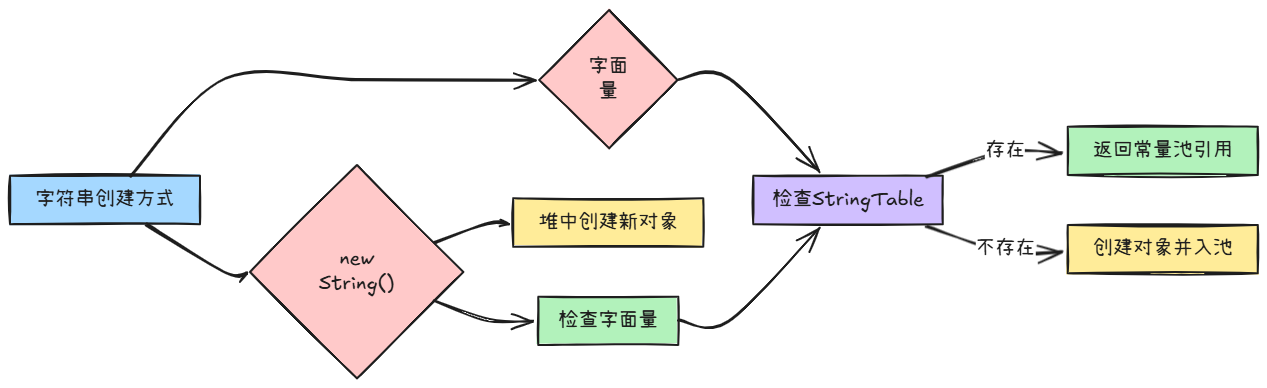 字面
量
字符串创建方式
new
String()
堆中创建新对象
检查字面量
检查StringTable
存在
返回常量池引用
不存在
创建对象并入池